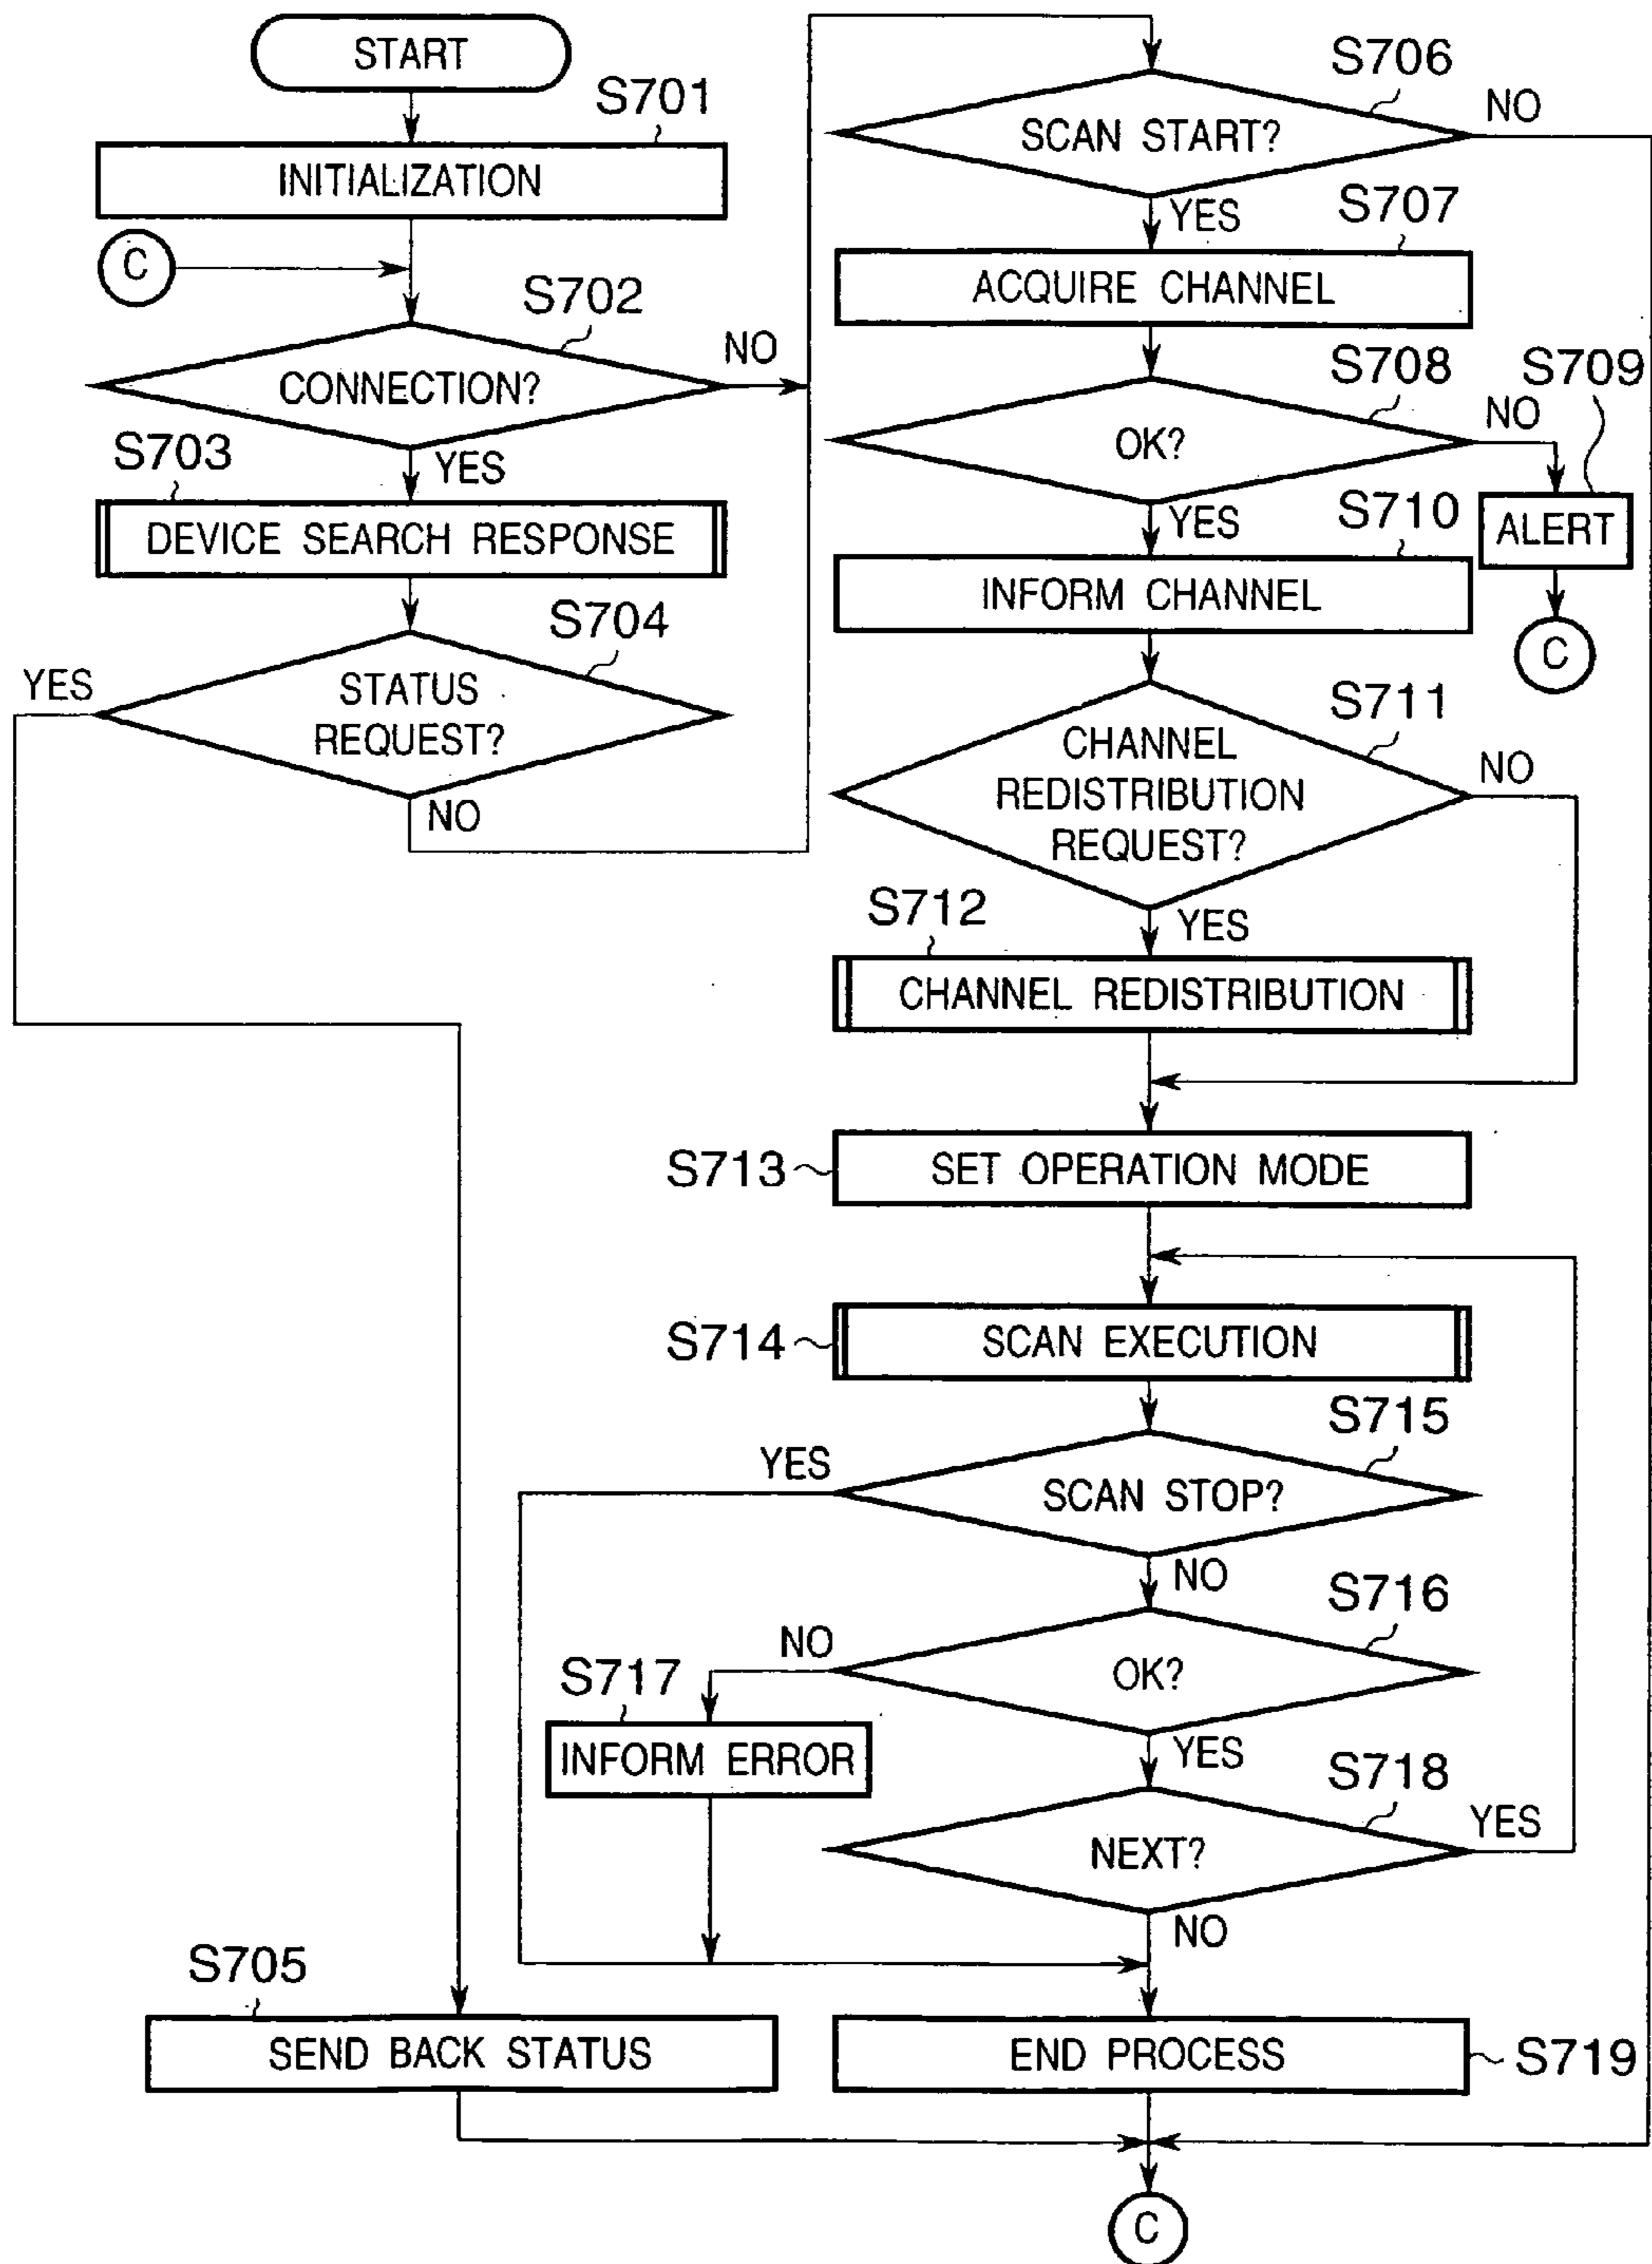 START
S701
INITIALIZATION
C
S702
CONNECTION?
NO
YES
S703
DEVICE SEARCH RESPONSE
S704
YES
STATUS
REQUEST?
NO
S705
SEND BACK STATUS
S706
SCAN START?
NO
YES
S707
ACQUIRE CHANNEL
S708
OK?
NO
S709
ALERT
C
YES
S710
INFORM CHANNEL
S711
CHANNEL
REDISTRIBUTION
REQUEST?
NO
YES
S712
CHANNEL REDISTRIBUTION
S713
SET OPERATION MODE
S714
SCAN EXECUTION
S715
YES
SCAN STOP?
NO
S716
NO
OK?
S717
INFORM ERROR
YES
S718
NEXT?
YES
NO
END PROCESS
S719
C